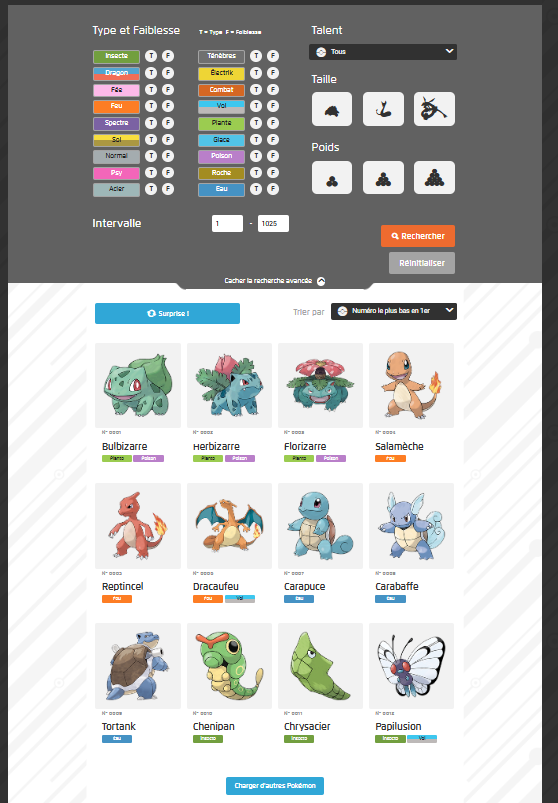 Type et Faiblesse
T = Type F = Faiblesse
Talent
Tous
Insecte T F
Ténèbres T F
Dragon T F
Électrik T F
Taille
Fée T F
Combat T F
Feu T F
Vol T F
Spectre T F
Plante T F
Sol T F
Glace T F
Poids
Normal T F
Poison T F
Psy T F
Roche T F
Acier T F
Eau T F
Intervalle
1 - 1025
Rechercher
Réinitialiser
Cacher la recherche avancée
Surprise !
Trier par
Numéro le plus bas en 1er
N° 0001
Bulbizarre
Plante Poison
N° 0002
Herbizarre
Plante Poison
N° 0003
Florizarre
Plante Poison
N° 0004
Salamèche
Feu
N° 0005
Reptincel
Feu
N° 0006
Dracaufeu
Feu Vol
N° 0007
Carapuce
Eau
N° 0008
Carabaffe
Eau
N° 0009
Tortank
Eau
N° 0010
Chenipan
Insecte
N° 0011
Chrysacier
Insecte
N° 0012
Papilusion
Insecte Vol
Charger d'autres Pokémon